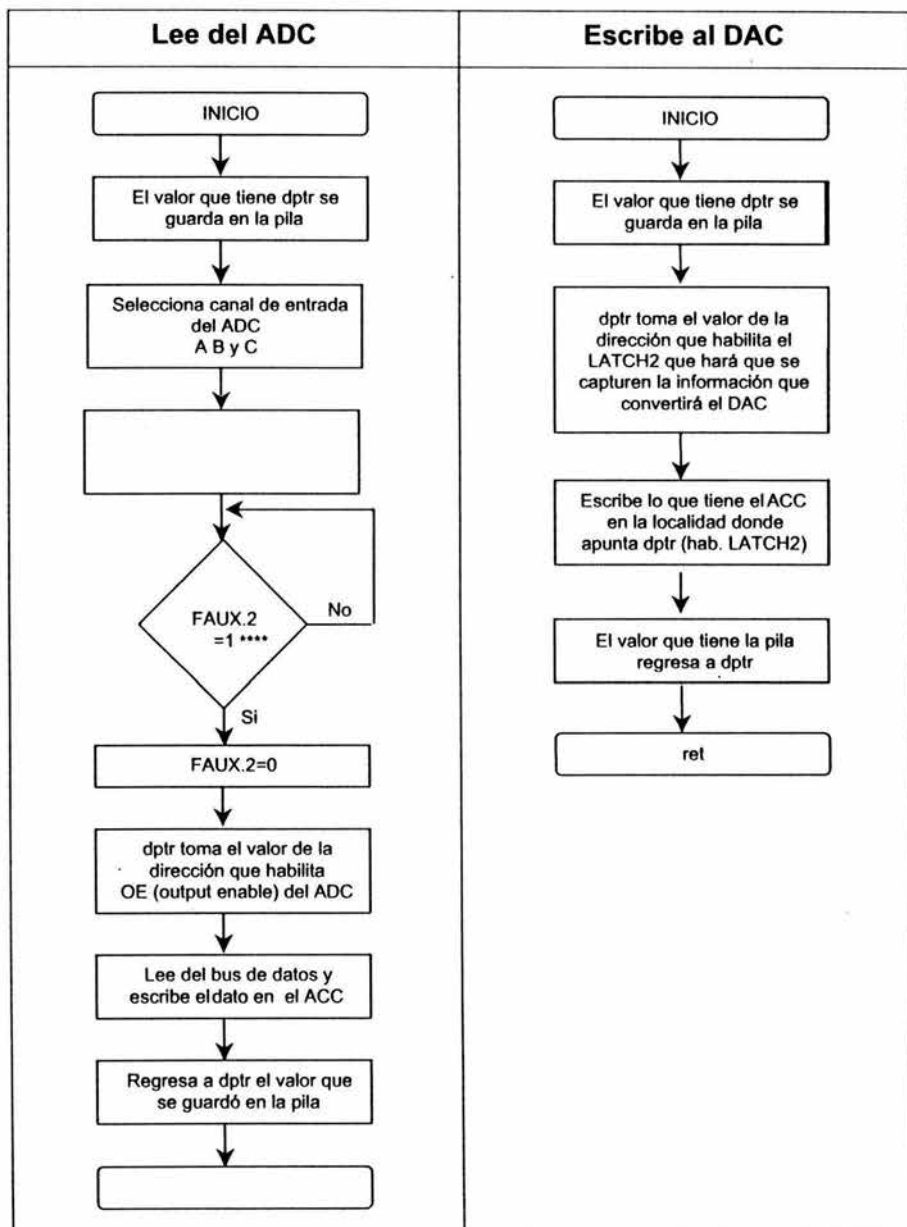 Lee del ADC
INICIO
El valor que tiene dptr se
guarda en la pila
Selecciona canal de entrada
del ADC
A B y C
FAUX.2
=1 ****
No
Si
FAUX.2=0
dptr toma el valor de la
dirección que habilita
OE (output enable) del ADC
Lee del bus de datos y
escribe el dato en el ACC
Regresa a dptr el valor que
se guardó en la pila
Escribe al DAC
INICIO
El valor que tiene dptr se
guarda en la pila
dptr toma el valor de la
dirección que habilita el
LATCH2 que hará que se
capturen la información que
convertirá el DAC
Escribe lo que tiene el ACC
en la localidad donde
apunta dptr (hab. LATCH2)
El valor que tiene la pila
regresa a dptr
ret